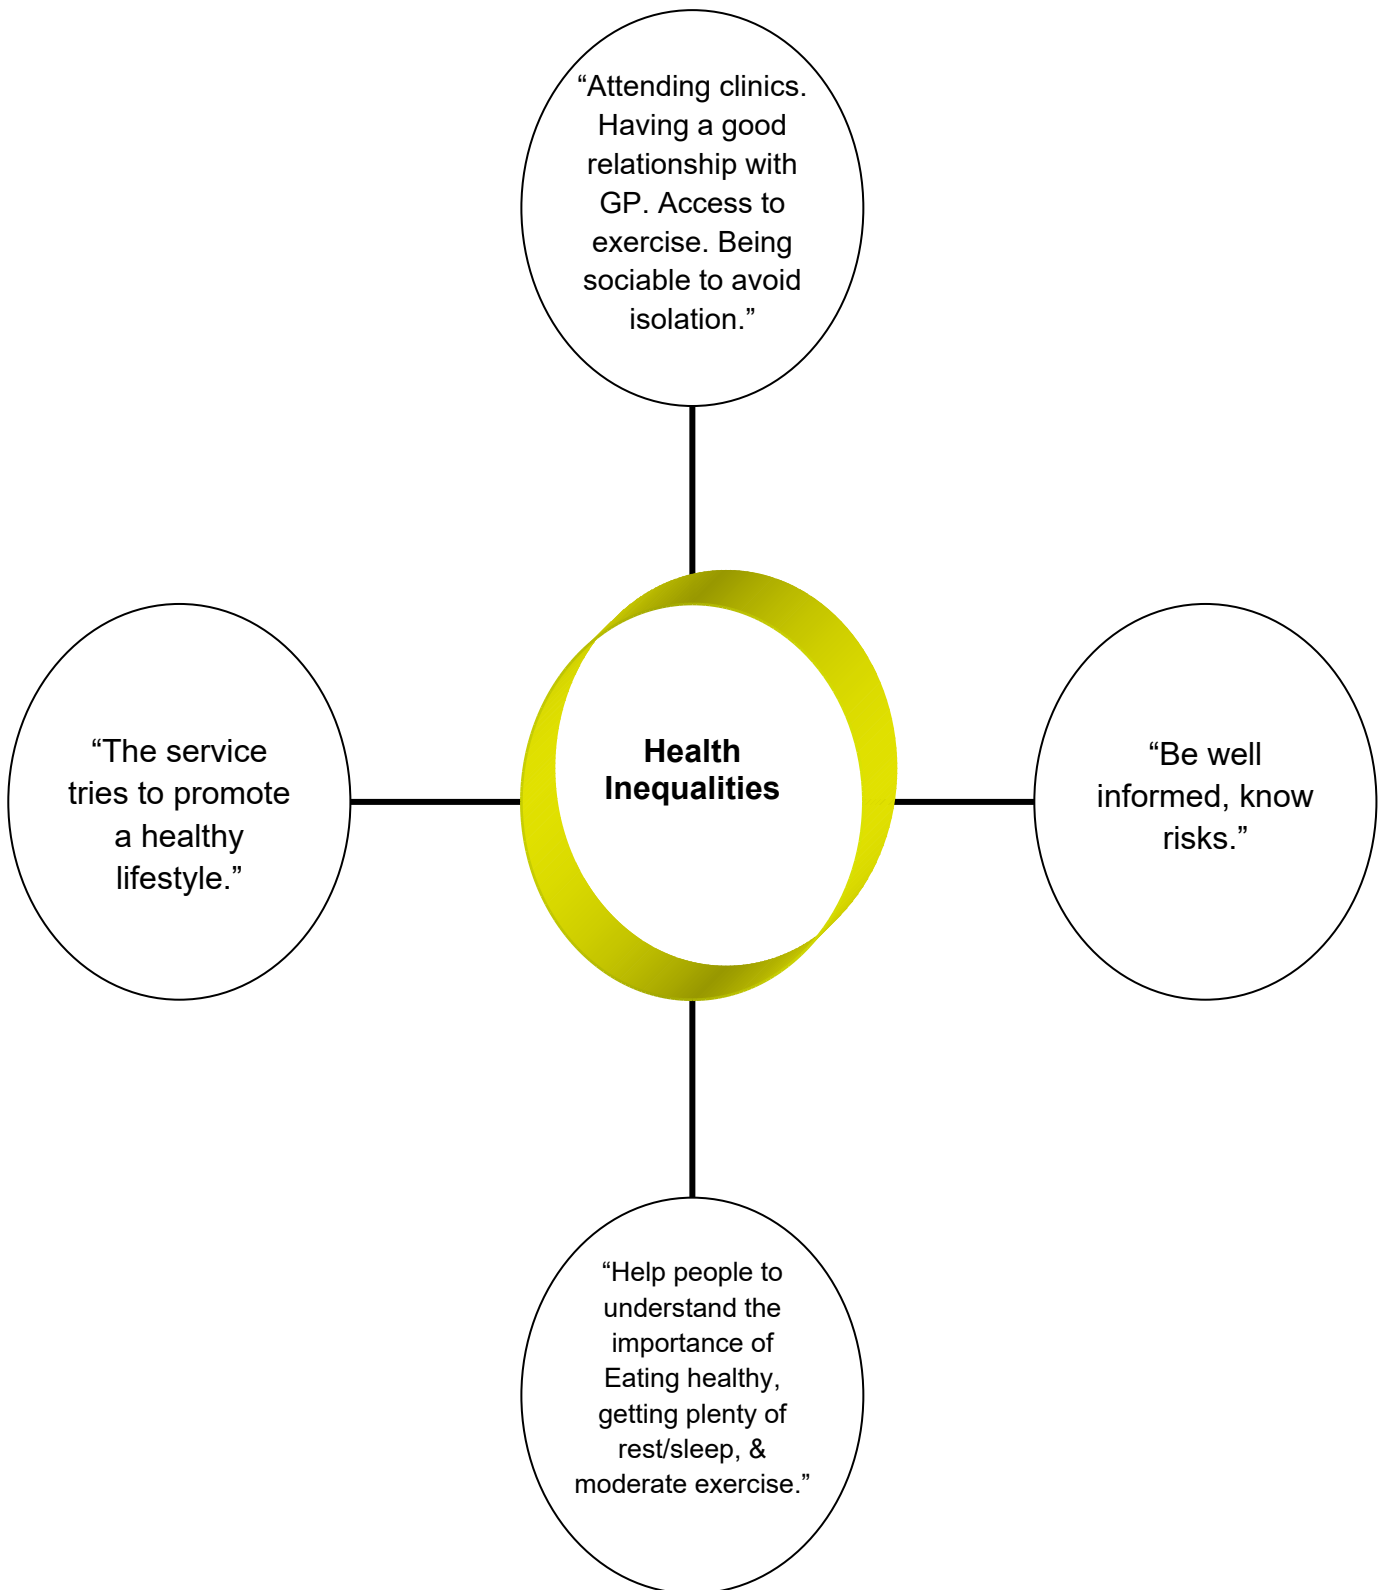 “Attending clinics.
Having a good
relationship with
GP. Access to
exercise. Being
sociable to avoid
isolation.”
“The service
tries to promote
a healthy
lifestyle.”
Health
Inequalities
“Be well
informed, know
risks.”
“Help people to
understand the
importance of
Eating healthy,
getting plenty of
rest/sleep, &
moderate exercise.”